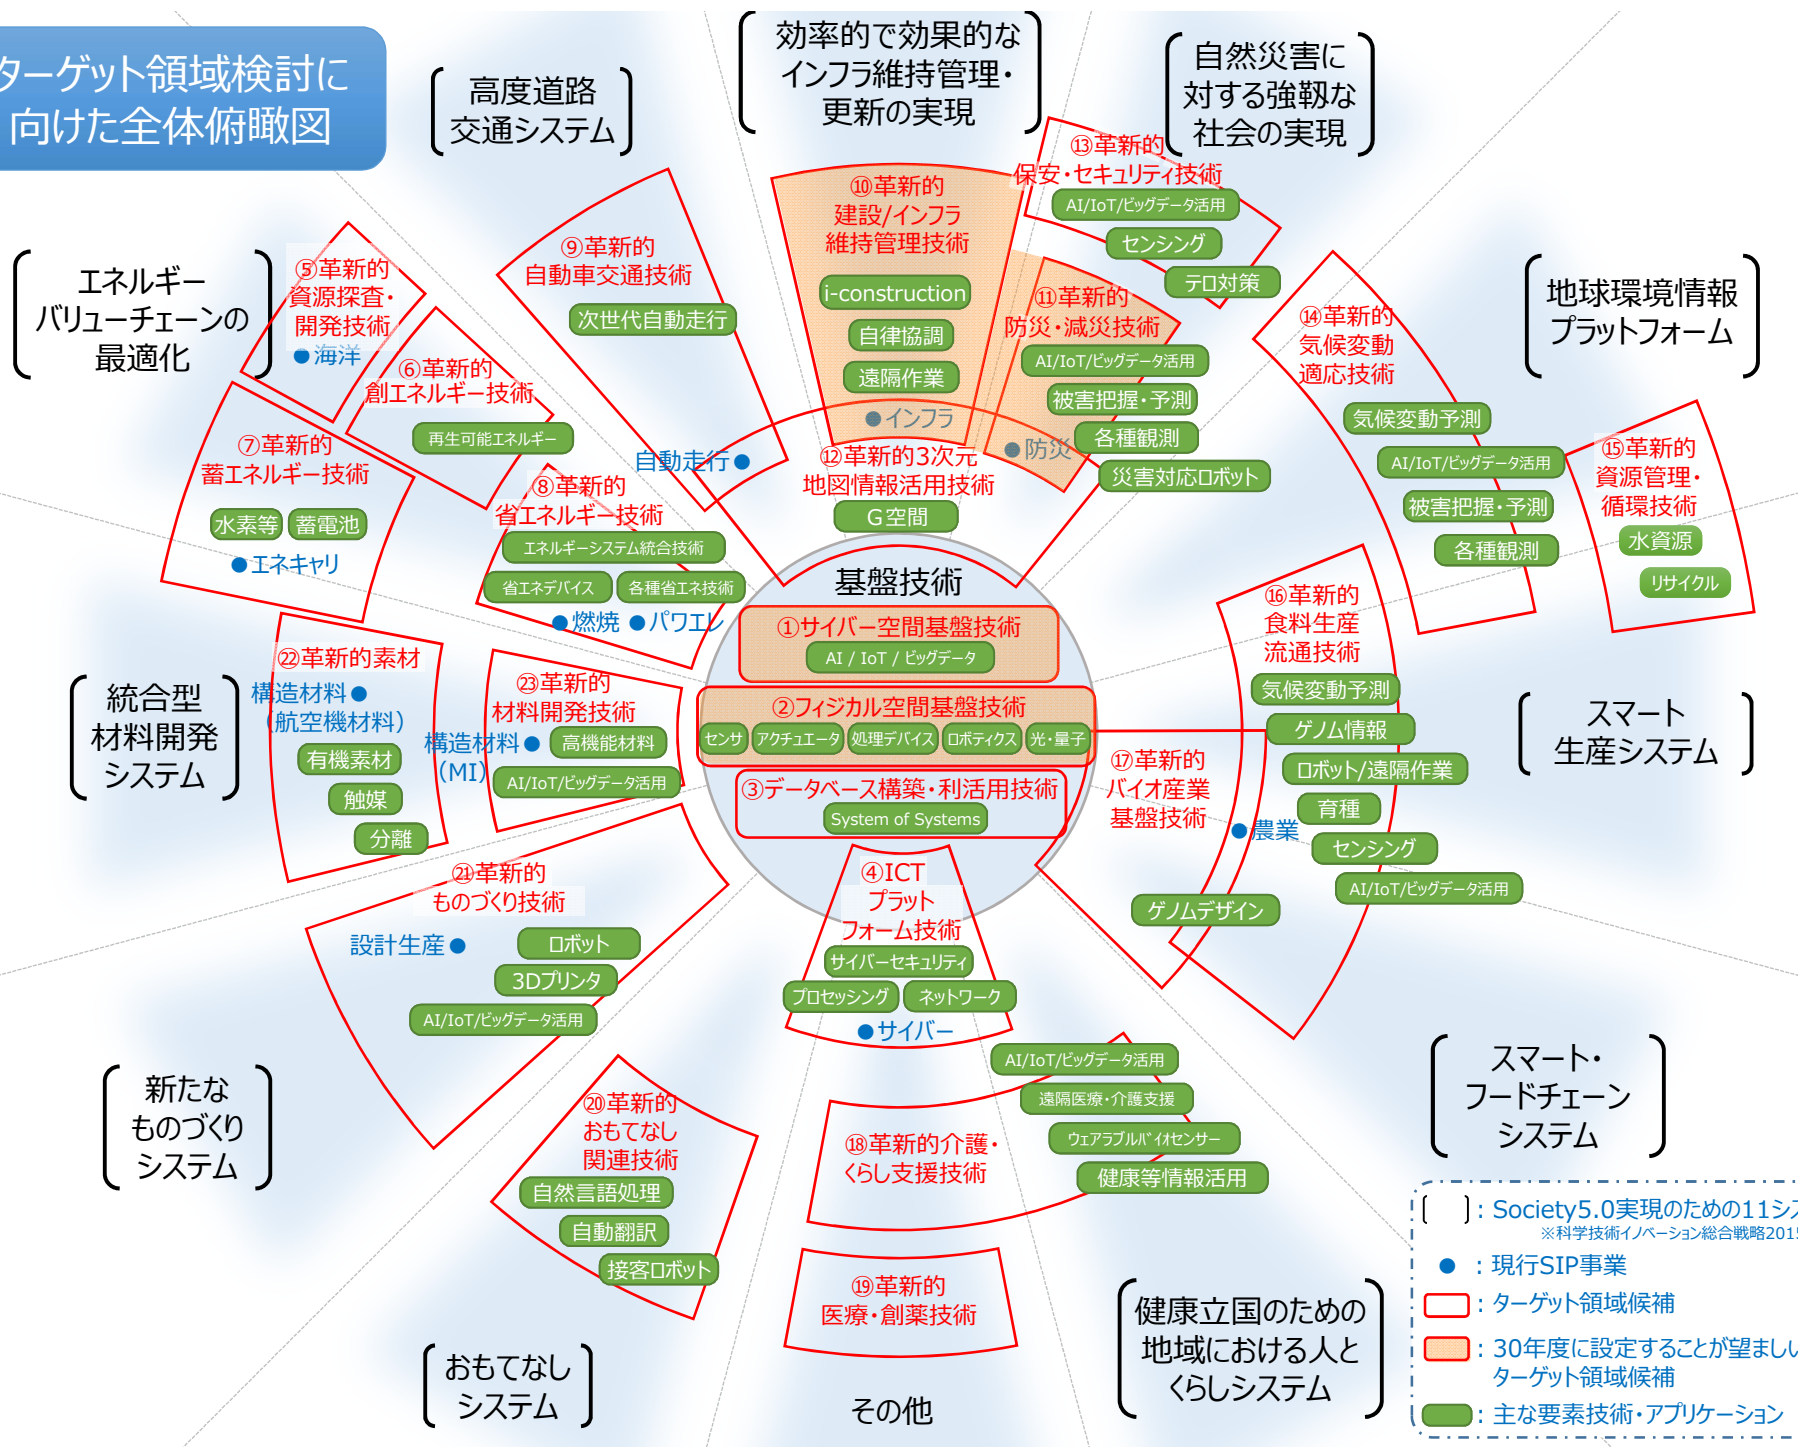 ターゲット領域検討に
向けた全体俯瞰図
高度道路
交通システム
効率的で効果的な
インフラ維持管理・
更新の実現
自然災害に
対する強靱な
社会の実現
エネルギー
バリューチェーンの
最適化
地球環境情報
プラットフォーム
統合型
材料開発
システム
スマート
生産システム
新たな
ものづくり
システム
スマート・
フードチェーン
システム
おもてなし
システム
その他
健康立国のための
地域における人と
くらしシステム
⑤革新的
資源探査・
開発技術
●海洋
⑥革新的
創エネルギー技術
再生可能エネルギー
⑦革新的
蓄エネルギー技術
水素等 蓄電池
●エネキャリ
⑧革新的
省エネルギー技術
エネルギーシステム統合技術
省エネデバイス 各種省エネ技術
●燃焼 ●パワエレ
⑨革新的
自動車交通技術
次世代自動走行
自動走行●
⑩革新的
建設/インフラ
維持管理技術
i-construction
自律協調
遠隔作業
●インフラ
⑪革新的
防災・減災技術
AI/IoT/ビッグデータ活用
被害把握・予測
各種観測
災害対応ロボット
●防災
⑫革新的3次元
地図情報活用技術
G空間
⑬革新的
保安・セキュリティ技術
AI/IoT/ビッグデータ活用
センシング
テロ対策
⑭革新的
気候変動
適応技術
気候変動予測
AI/IoT/ビッグデータ活用
被害把握・予測
各種観測
⑮革新的
資源管理・
循環技術
水資源
リサイクル
基盤技術
①サイバー空間基盤技術
AI / IoT / ビッグデータ
②フィジカル空間基盤技術
センサ アクチュエータ 処理デバイス ロボティクス 光・量子
③データベース構築・利活用技術
System of Systems
④ICT
プラット
フォーム技術
サイバーセキュリティ
プロセッシング ネットワーク
●サイバー
⑯革新的
食料生産
流通技術
気候変動予測
ゲノム情報
ロボット/遠隔作業
育種
センシング
AI/IoT/ビッグデータ活用
⑰革新的
バイオ産業
基盤技術
●農業
ゲノムデザイン
㉒革新的素材
構造材料●
(航空機材料)
有機素材
触媒
分離
㉓革新的
材料開発技術
構造材料●
(MI)
高機能材料
AI/IoT/ビッグデータ活用
㉑革新的
ものづくり技術
設計生産●
ロボット
3Dプリンタ
AI/IoT/ビッグデータ活用
⑳革新的
おもてなし
関連技術
自然言語処理
自動翻訳
接客ロボット
⑱革新的介護・
くらし支援技術
AI/IoT/ビッグデータ活用
遠隔医療・介護支援
ウェアラブルバイオセンサー
健康等情報活用
⑲革新的
医療・創薬技術
：Society5.0実現のための11シス
※科学技術イノベーション総合戦略2015
●：現行SIP事業
：ターゲット領域候補
：30年度に設定することが望ましい
ターゲット領域候補
：主な要素技術・アプリケーション